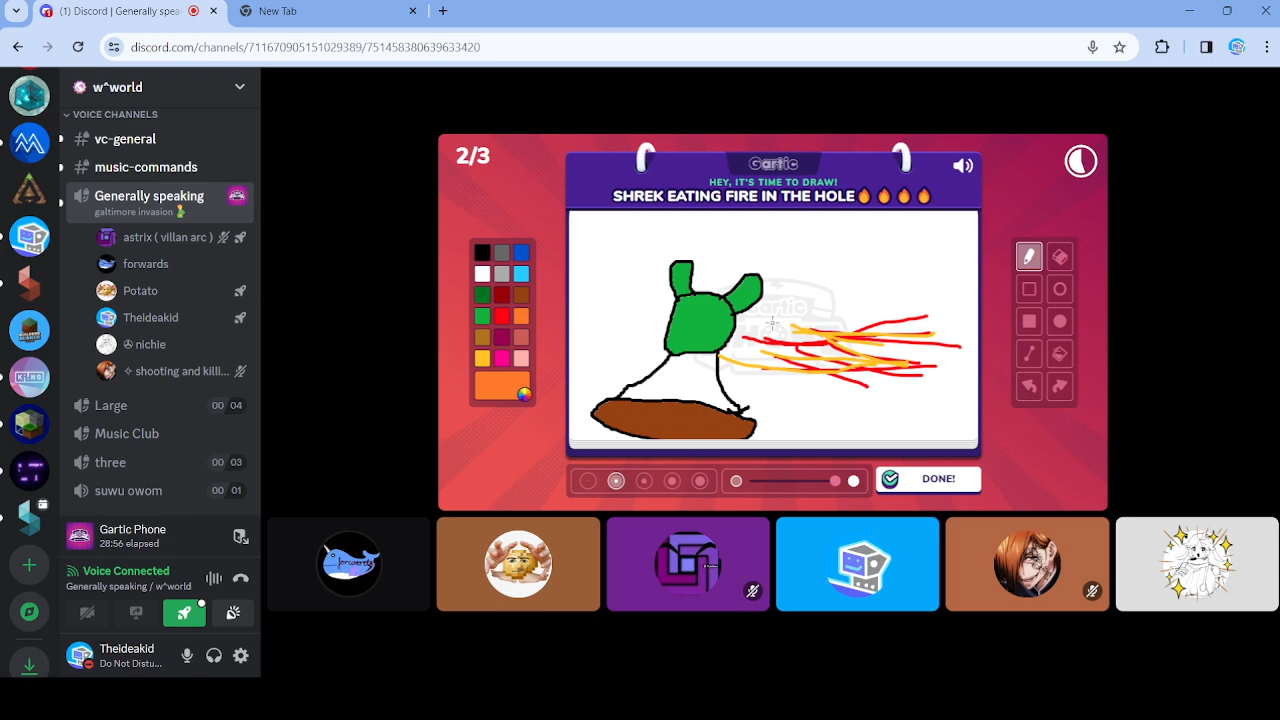 (1) Discord | Generally spea
New Tab
discord.com/channels/711670905151029389/751458380639633420
w^world
VOICE CHANNELS
vc-general
music-commands
Generally speaking
galtimore invasion
astrix ( villan arc )
forwards
Potato
Theideakid
nichie
shooting and killi...
Large
00 04
Music Club
three
00 03
suwu owom
00 01
Gartic Phone
28:56 elapsed
Voice Connected
Generally speaking / w^world
Theideakid
Do Not Distu...
2/3
Gartic
HEY, IT'S TIME TO DRAW!
SHREK EATING FIRE IN THE HOLE🔥🔥🔥🔥
DONE!
forwards
KING